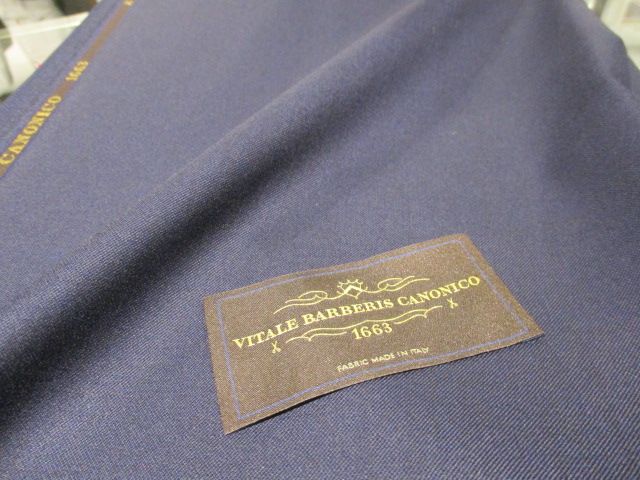 CANONICO 1663
VITALE BARBERIS CANONICO
1663
FABRIC MADE IN ITALY